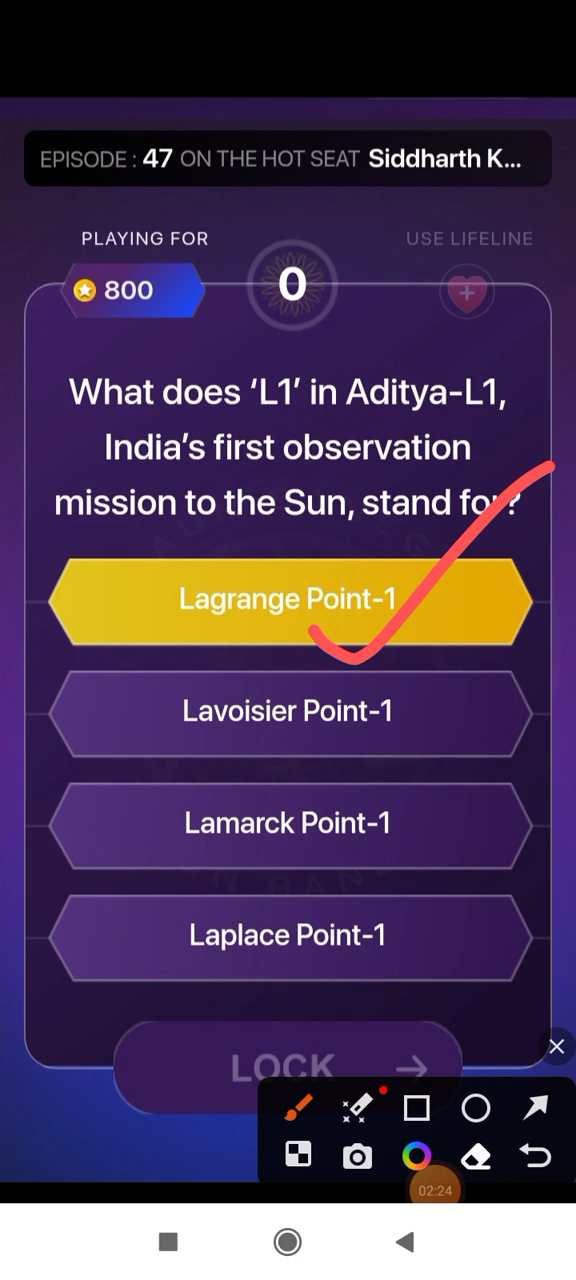 EPISODE : 47 ON THE HOT SEAT Siddharth K...
PLAYING FOR
USE LIFELINE
800
0
What does ‘L1’ in Aditya-L1,
India’s first observation
mission to the Sun, stand for?
Lagrange Point-1
Lavoisier Point-1
Lamarck Point-1
Laplace Point-1
LOCK
02:24